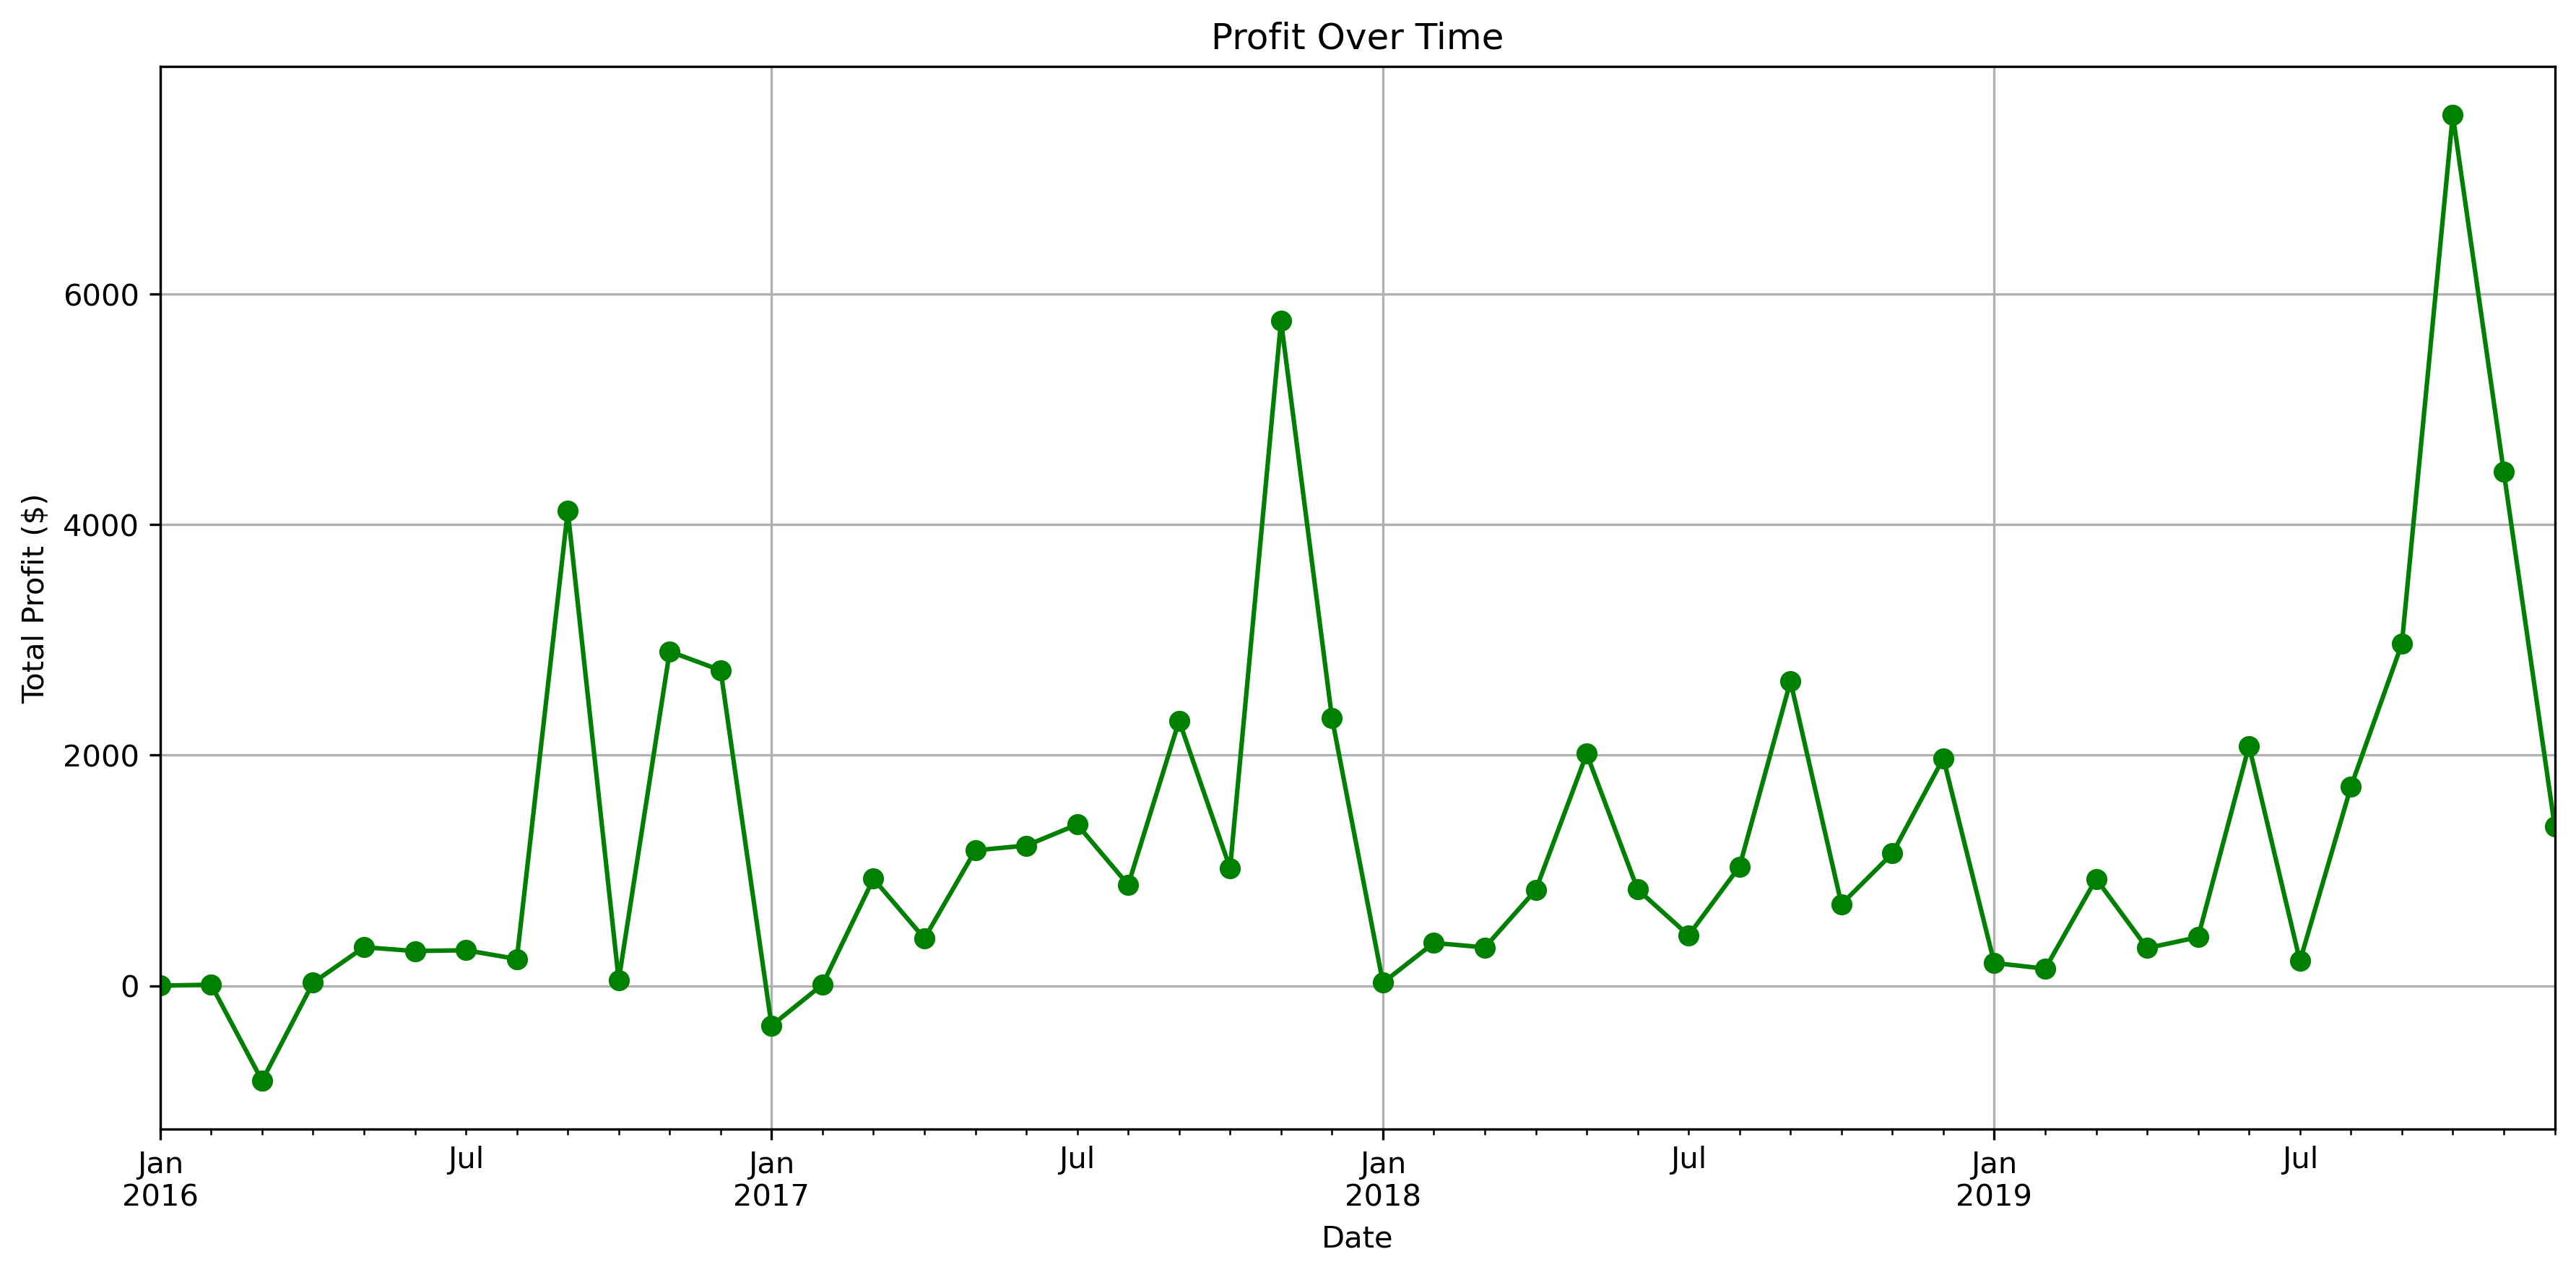 Profit Over Time
Total Profit ($)
6000
4000
2000
0
Jan
2016
Jul
Jan
2017
Jul
Jan
2018
Jul
Jan
2019
Jul
Date